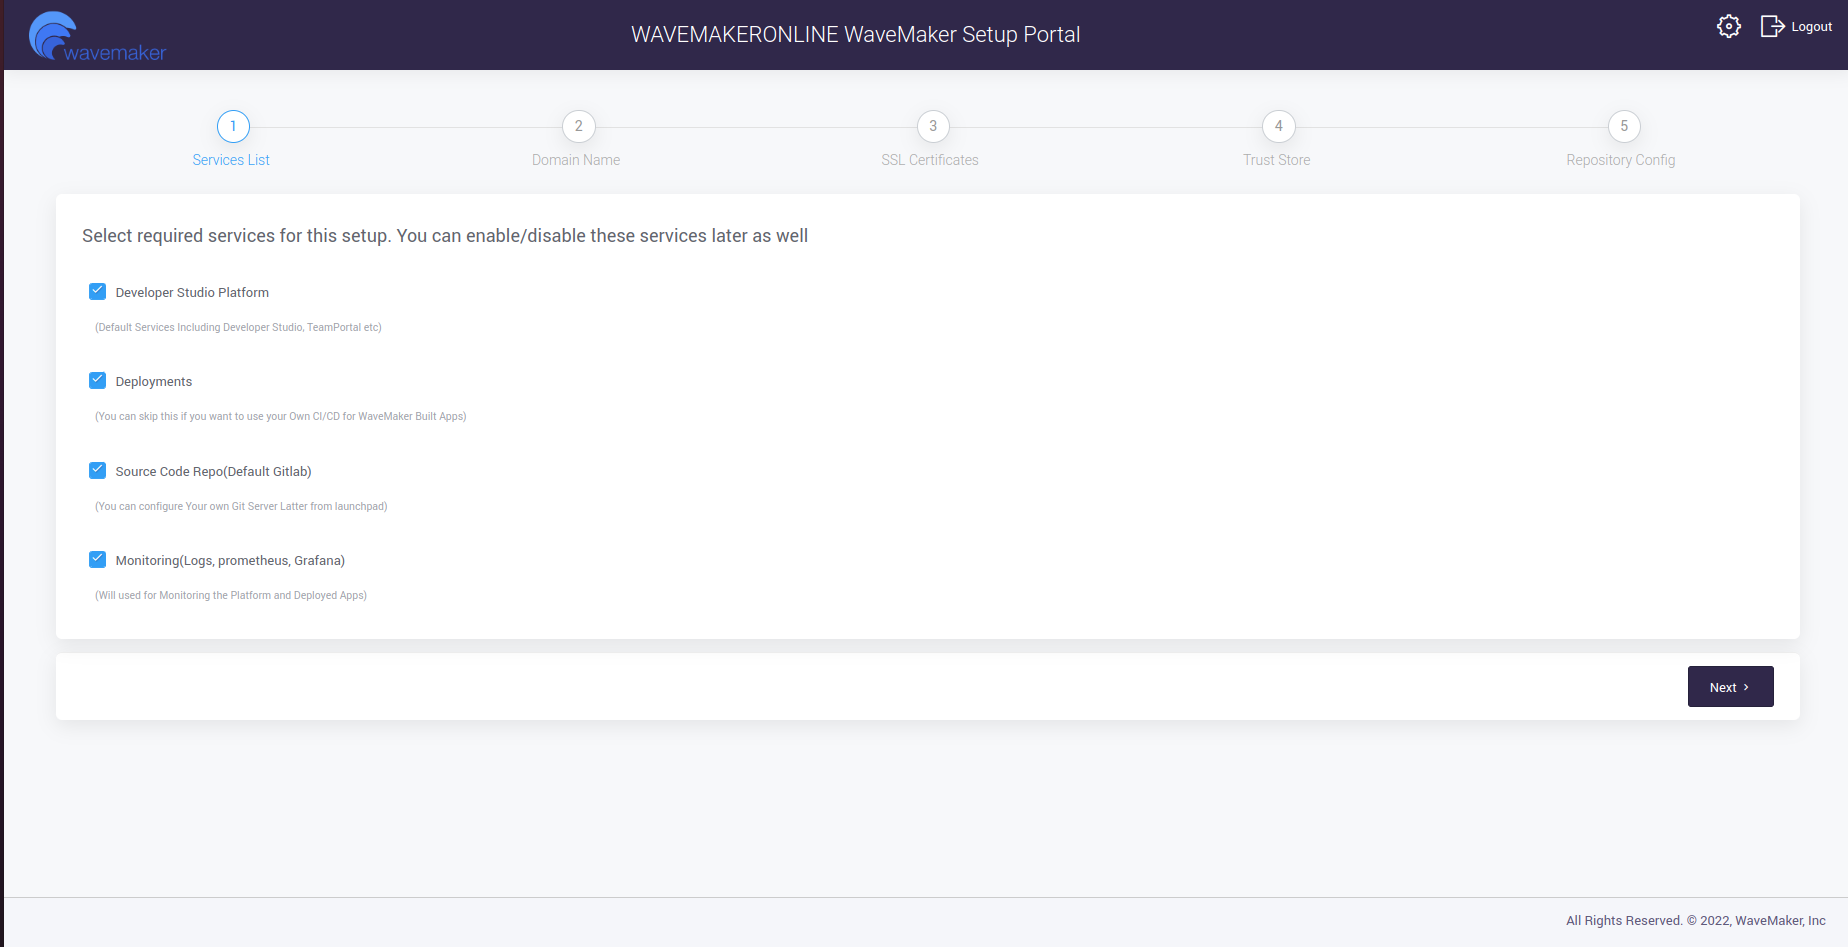 wavemaker
WAVEMAKERONLINE WaveMaker Setup Portal
Logout
1
2
3
4
5
Services List
Domain Name
SSL Certificates
Trust Store
Repository Config
Select required services for this setup. You can enable/disable these services later as well
Developer Studio Platform
(Default Services Including Developer Studio, TeamPortal etc)
Deployments
(You can skip this if you want to use your Own CI/CD for WaveMaker Built Apps)
Source Code Repo(Default Gitlab)
(You can configure Your own Git Server Latter from launchpad)
Monitoring(Logs, prometheus, Grafana)
(Will used for Monitoring the Platform and Deployed Apps)
Next ›
All Rights Reserved. © 2022, WaveMaker, Inc